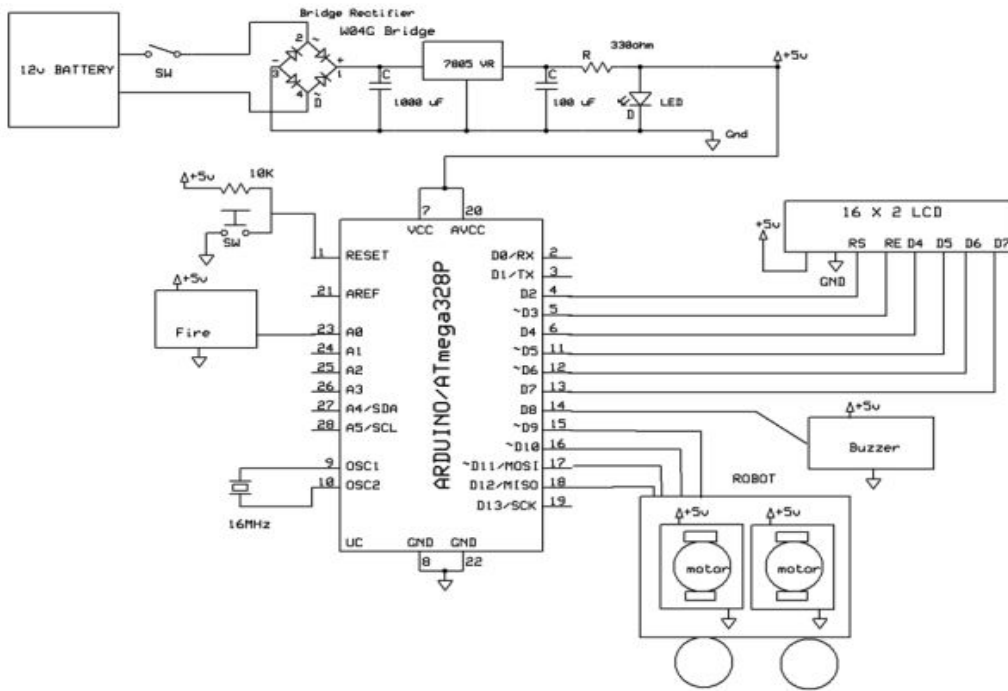 Bridge Rectifier
W04G Bridge
12v BATTERY
SW
2
~
-
3
+
1
4
~
D
C
1000 uF
7805 VR
C
100 uF
R
330ohm
D
LED
+5v
Gnd
+5v
10K
SW
7
20
VCC
AVCC
1
RESET
21
AREF
+5v
Fire
23
A0
24
A1
25
A2
26
A3
27
A4/SDA
28
A5/SCL
9
OSC1
10
OSC2
16MHz
ARDUINO/ATmega328P
UC
GND
GND
8
22
D0/RX
2
D1/TX
3
D2
4
~D3
5
D4
6
~D5
11
~D6
12
D7
13
D8
14
~D9
15
~D10
16
~D11/MOSI
17
D12/MISO
18
D13/SCK
19
16 X 2 LCD
+5v
GND
RS
RE
D4
D5
D6
D7
+5v
Buzzer
ROBOT
+5v
motor
+5v
motor